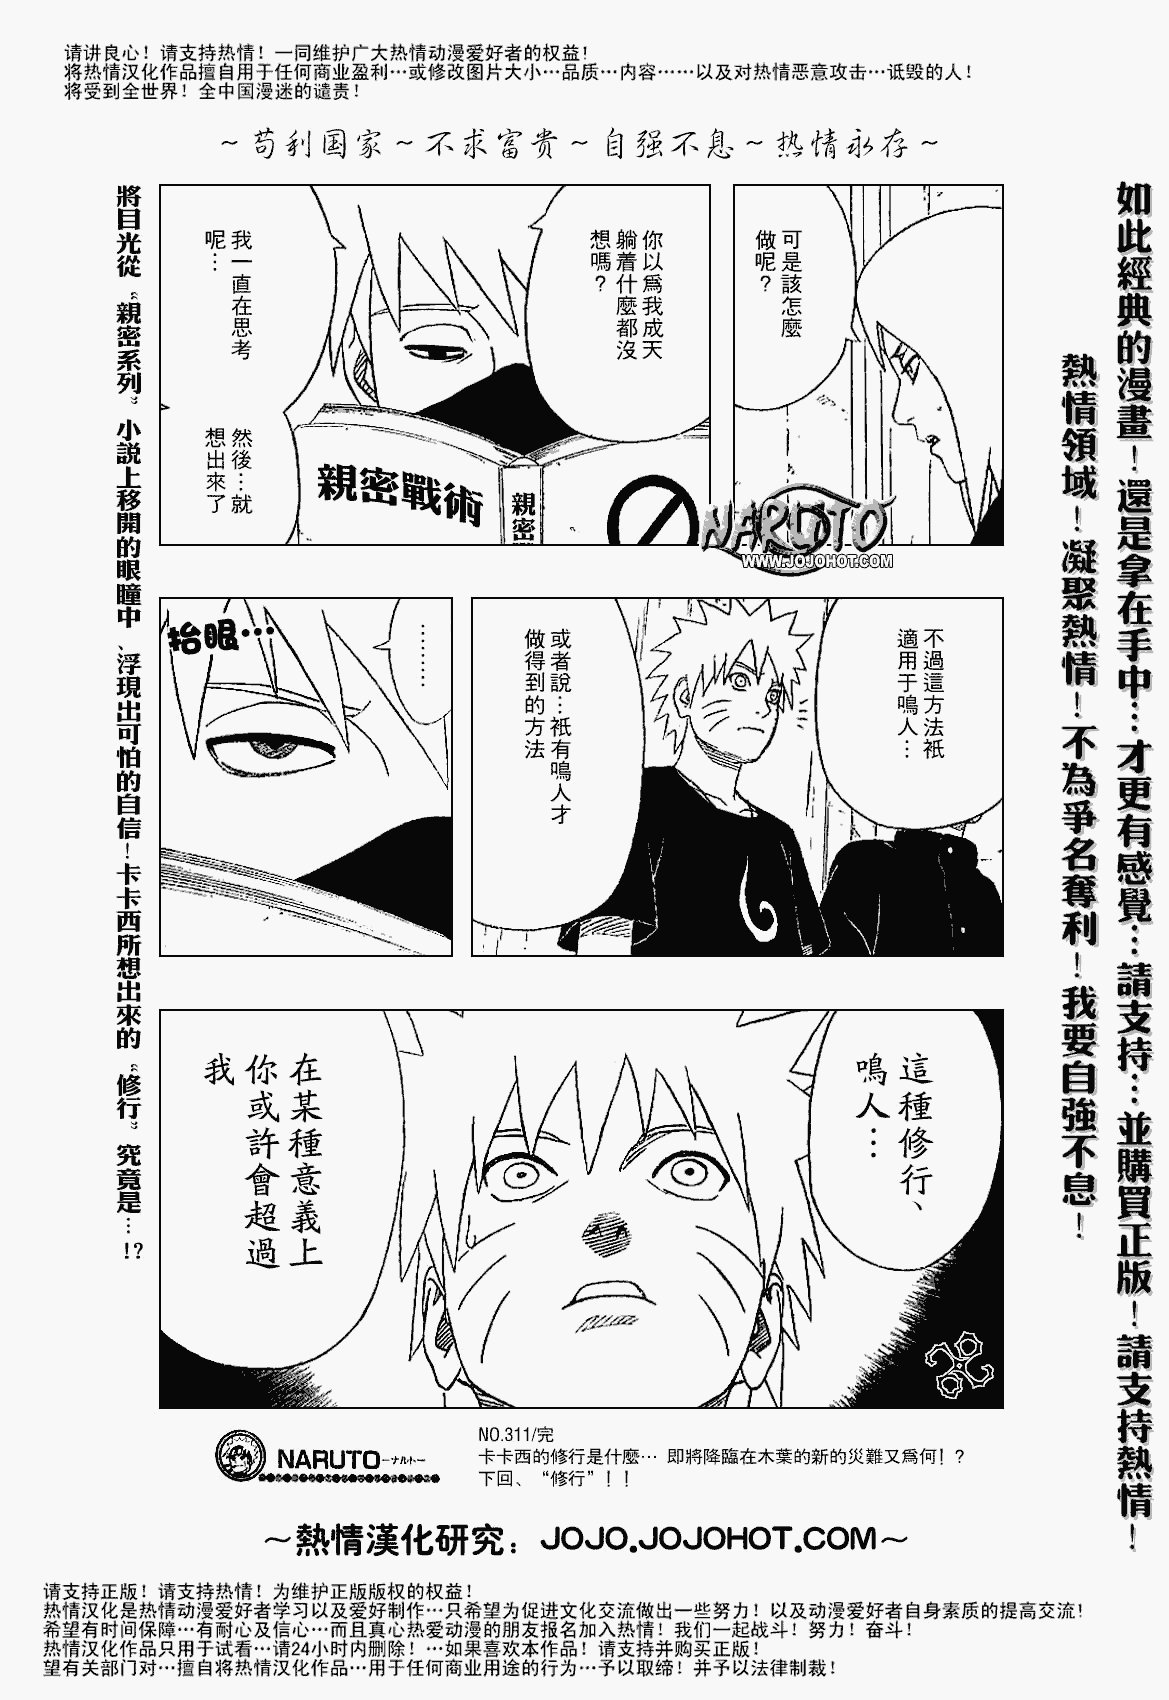 请讲良心！请支持热情！一同维护广大热情动漫爱好者的权益！
将热情汉化作品擅自用于任何商业盈利…或修改图片大小…品质…内容……以及对热情恶意攻击…诋毁的人！
将受到全世界！全中国漫迷的谴责！
～苟利国家～不求富贵～自强不息～热情永存～
如此經典的漫畫！還是拿在手中…才更有感覺…請支持…並購買正版！請支持熱情！
熱情領域！凝聚熱情！不為爭名奪利！我要自強不息！
可是該怎麼
做呢？
你以爲我成天
躺着什麼都沒
想嗎？
我一直在思考
呢…
然後…就
想出來了
親密戰術
親密
NARUTO
WWW.JOJOHOT.COM
不過這方法衹
適用于鳴人…
或者說…衹有鳴人才
做得到的方法
…………
抬眼…
這種修行、
鳴人…
在某種意義上
你或許會超過
我
將目光從“親密系列”小說上移開的眼瞳中、浮現出可怕的自信！卡卡西所想出來的“修行”究竟是…!?
NARUTO—ナルト—
NO.311/完
卡卡西的修行是什麼… 即將降臨在木葉的新的災難又爲何！？
下回、“修行”！！
～熱情漢化研究：JOJO.JOJOHOT.COM～
请支持正版！请支持热情！为维护正版版权的权益！
热情汉化是热情动漫爱好者学习以及爱好制作…只希望为促进文化交流做出一些努力！以及动漫爱好者自身素质的提高交流！
希望有时间保障…有耐心及信心…而且真心热爱动漫的朋友报名加入热情！我们一起战斗！努力！奋斗！
热情汉化作品只用于试看…请24小时内删除！…如果喜欢本作品！请支持并购买正版！
望有关部门对…擅自将热情汉化作品…用于任何商业用途的行为…予以取缔！并予以法律制裁！